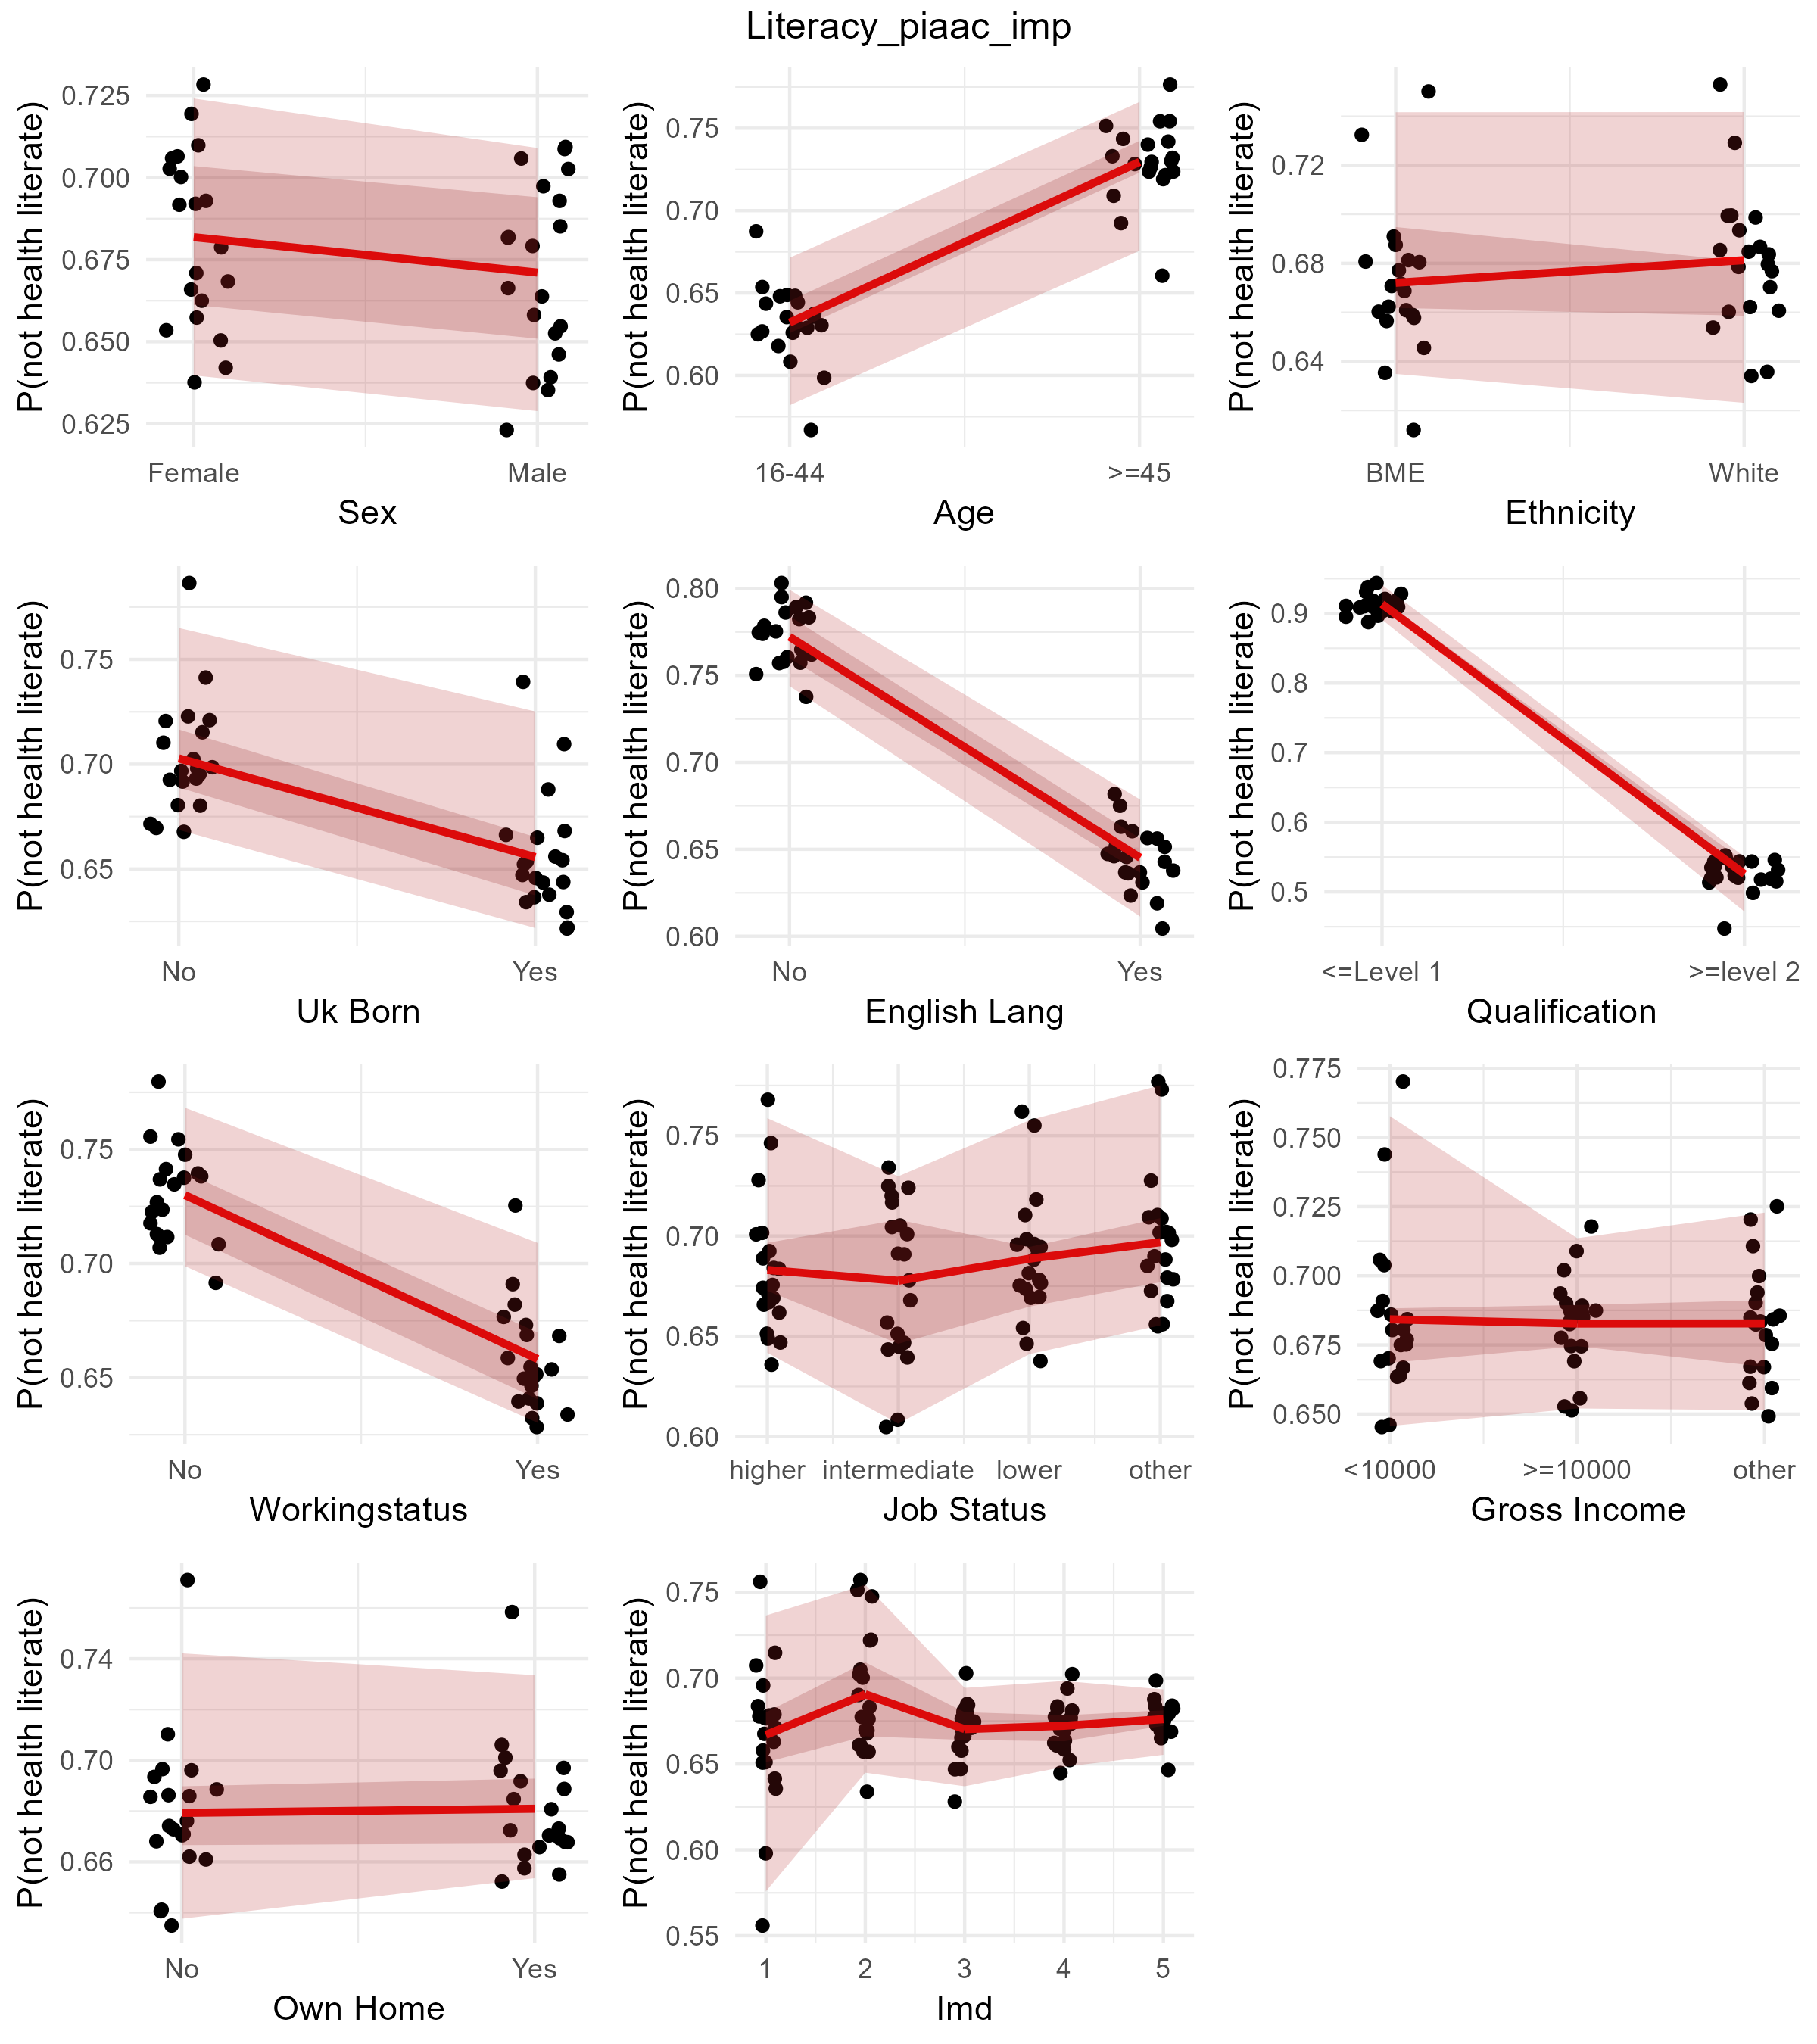 Literacy_piaac_imp
P(not health literate)
0.725
0.700
0.675
0.650
0.625
Female Male
Sex
P(not health literate)
0.75
0.70
0.65
0.60
16-44 >=45
Age
P(not health literate)
0.72
0.68
0.64
BME White
Ethnicity
P(not health literate)
0.75
0.70
0.65
No Yes
Uk Born
P(not health literate)
0.80
0.75
0.70
0.65
0.60
No Yes
English Lang
P(not health literate)
0.9
0.8
0.7
0.6
0.5
<=Level 1 >=level 2
Qualification
P(not health literate)
0.75
0.70
0.65
No Yes
Workingstatus
P(not health literate)
0.75
0.70
0.65
0.60
higher intermediate lower other
Job Status
P(not health literate)
0.775
0.750
0.725
0.700
0.675
0.650
<10000 >=10000 other
Gross Income
P(not health literate)
0.74
0.70
0.66
No Yes
Own Home
P(not health literate)
0.75
0.70
0.65
0.60
0.55
1 2 3 4 5
Imd